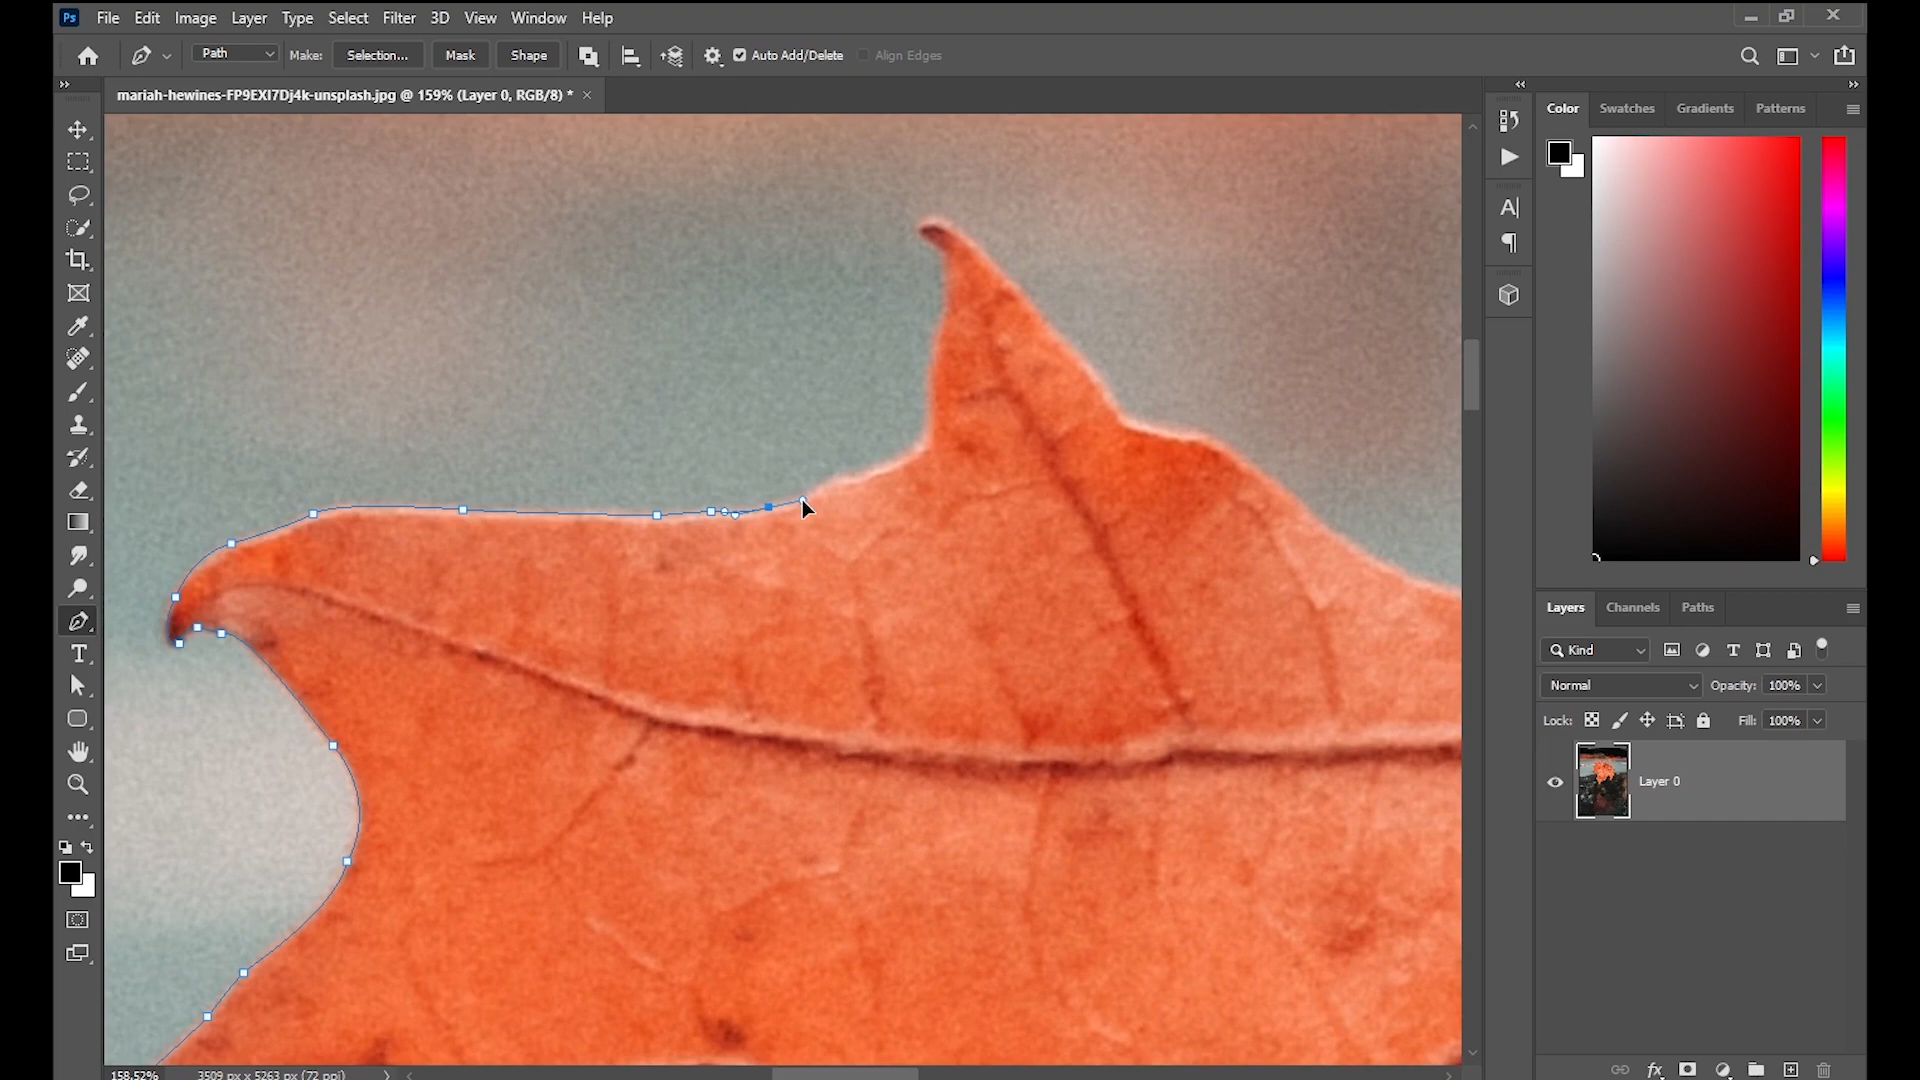 Ps File Edit Image Layer Type Select Filter 3D View Window Help
Path Make: Selection... Mask Shape Auto Add/Delete Align Edges
mariah-hewines-FP9EXI7Dj4k-unsplash.jpg @ 159% (Layer 0, RGB/8) *
Color Swatches Gradients Patterns
Layers Channels Paths
Kind
Normal Opacity: 100%
Lock: Fill: 100%
Layer 0
158.52% 3509 px x 5263 px (72 ppi)